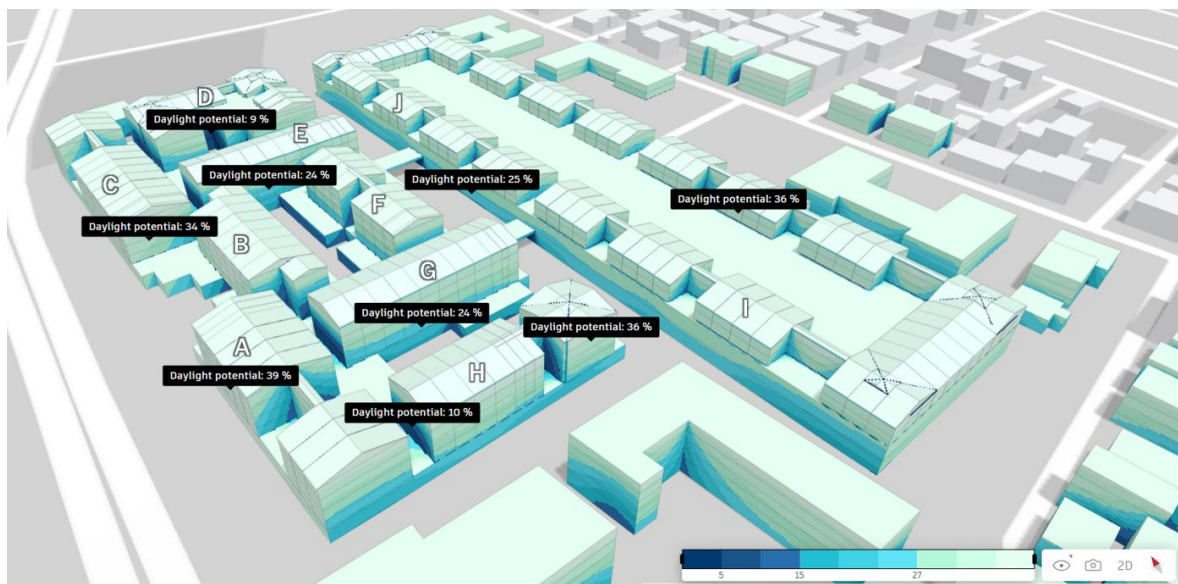 D
Daylight potential: 9 %
J
E
Daylight potential: 24 %
Daylight potential: 25 %
C
F
Daylight potential: 36 %
Daylight potential: 34 %
B
G
I
Daylight potential: 24 %
Daylight potential: 36 %
A
H
Daylight potential: 39 %
Daylight potential: 10 %
5 15 27
2D